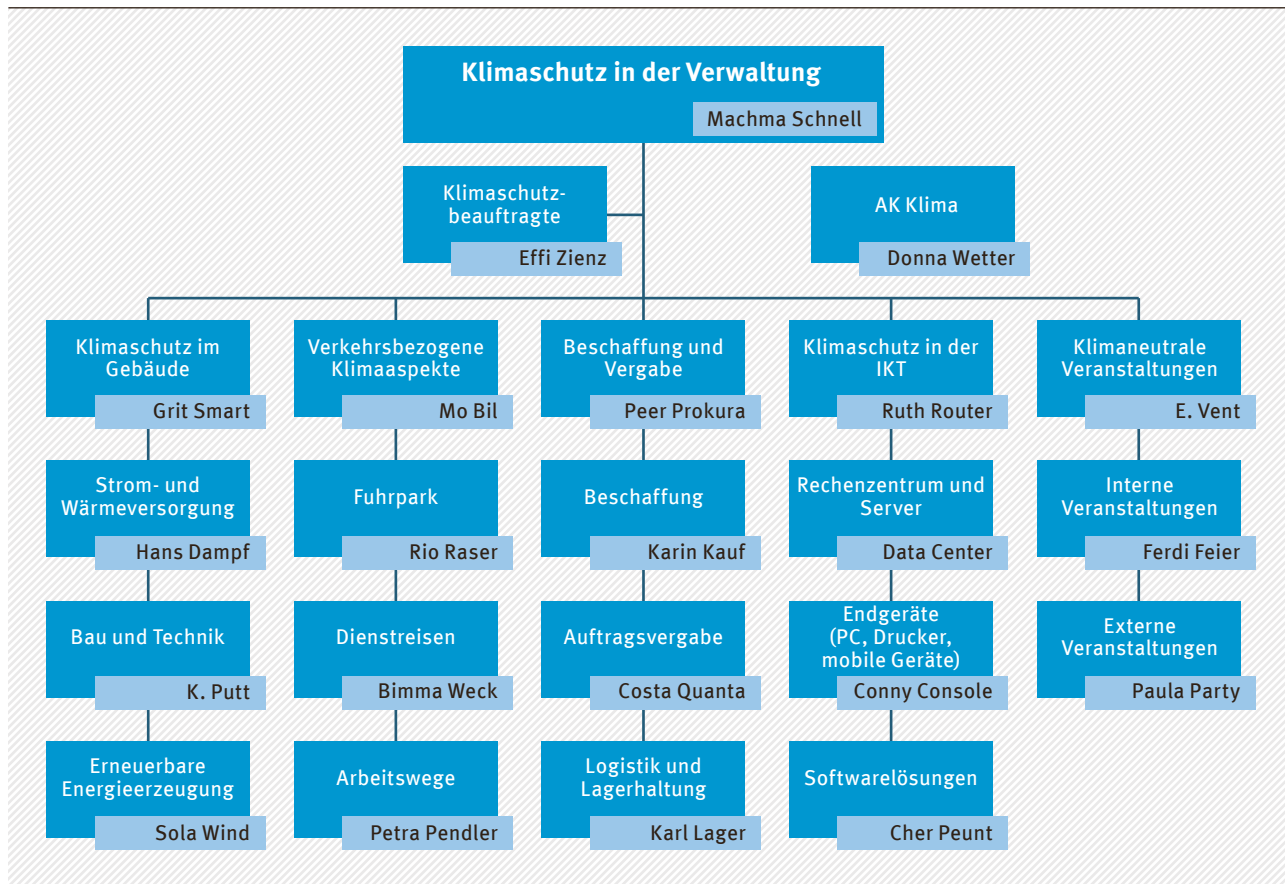 Klimaschutz in der Verwaltung
Machma Schnell
Klimaschutz-
beauftragte
Effi Zienz
AK Klima
Donna Wetter
Klimaschutz im
Gebäude
Grit Smart
Verkehrsbezogene
Klimaaspekte
Mo Bil
Beschaffung und
Vergabe
Peer Prokura
Klimaschutz in der
IKT
Ruth Router
Klimaneutrale
Veranstaltungen
E. Vent
Strom- und
Wärmeversorgung
Hans Dampf
Fuhrpark
Rio Raser
Beschaffung
Karin Kauf
Rechenzentrum und
Server
Data Center
Interne
Veranstaltungen
Ferdi Feier
Bau und Technik
K. Putt
Dienstreisen
Bimma Weck
Auftragsvergabe
Costa Quanta
Endgeräte
(PC, Drucker,
mobile Geräte)
Conny Console
Externe
Veranstaltungen
Paula Party
Erneuerbare
Energieerzeugung
Sola Wind
Arbeitswege
Petra Pendler
Logistik und
Lagerhaltung
Karl Lager
Softwarelösungen
Cher Peunt